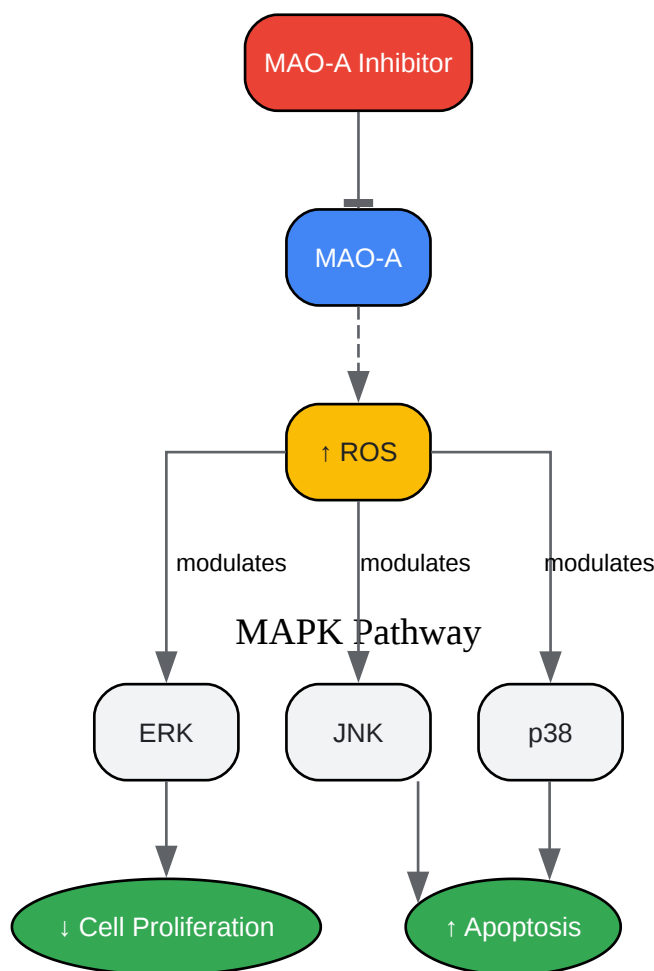 MAO-A Inhibitor
MAO-A
↑ ROS
modulates
modulates
modulates
MAPK Pathway
ERK
JNK
p38
↓ Cell Proliferation
↑ Apoptosis